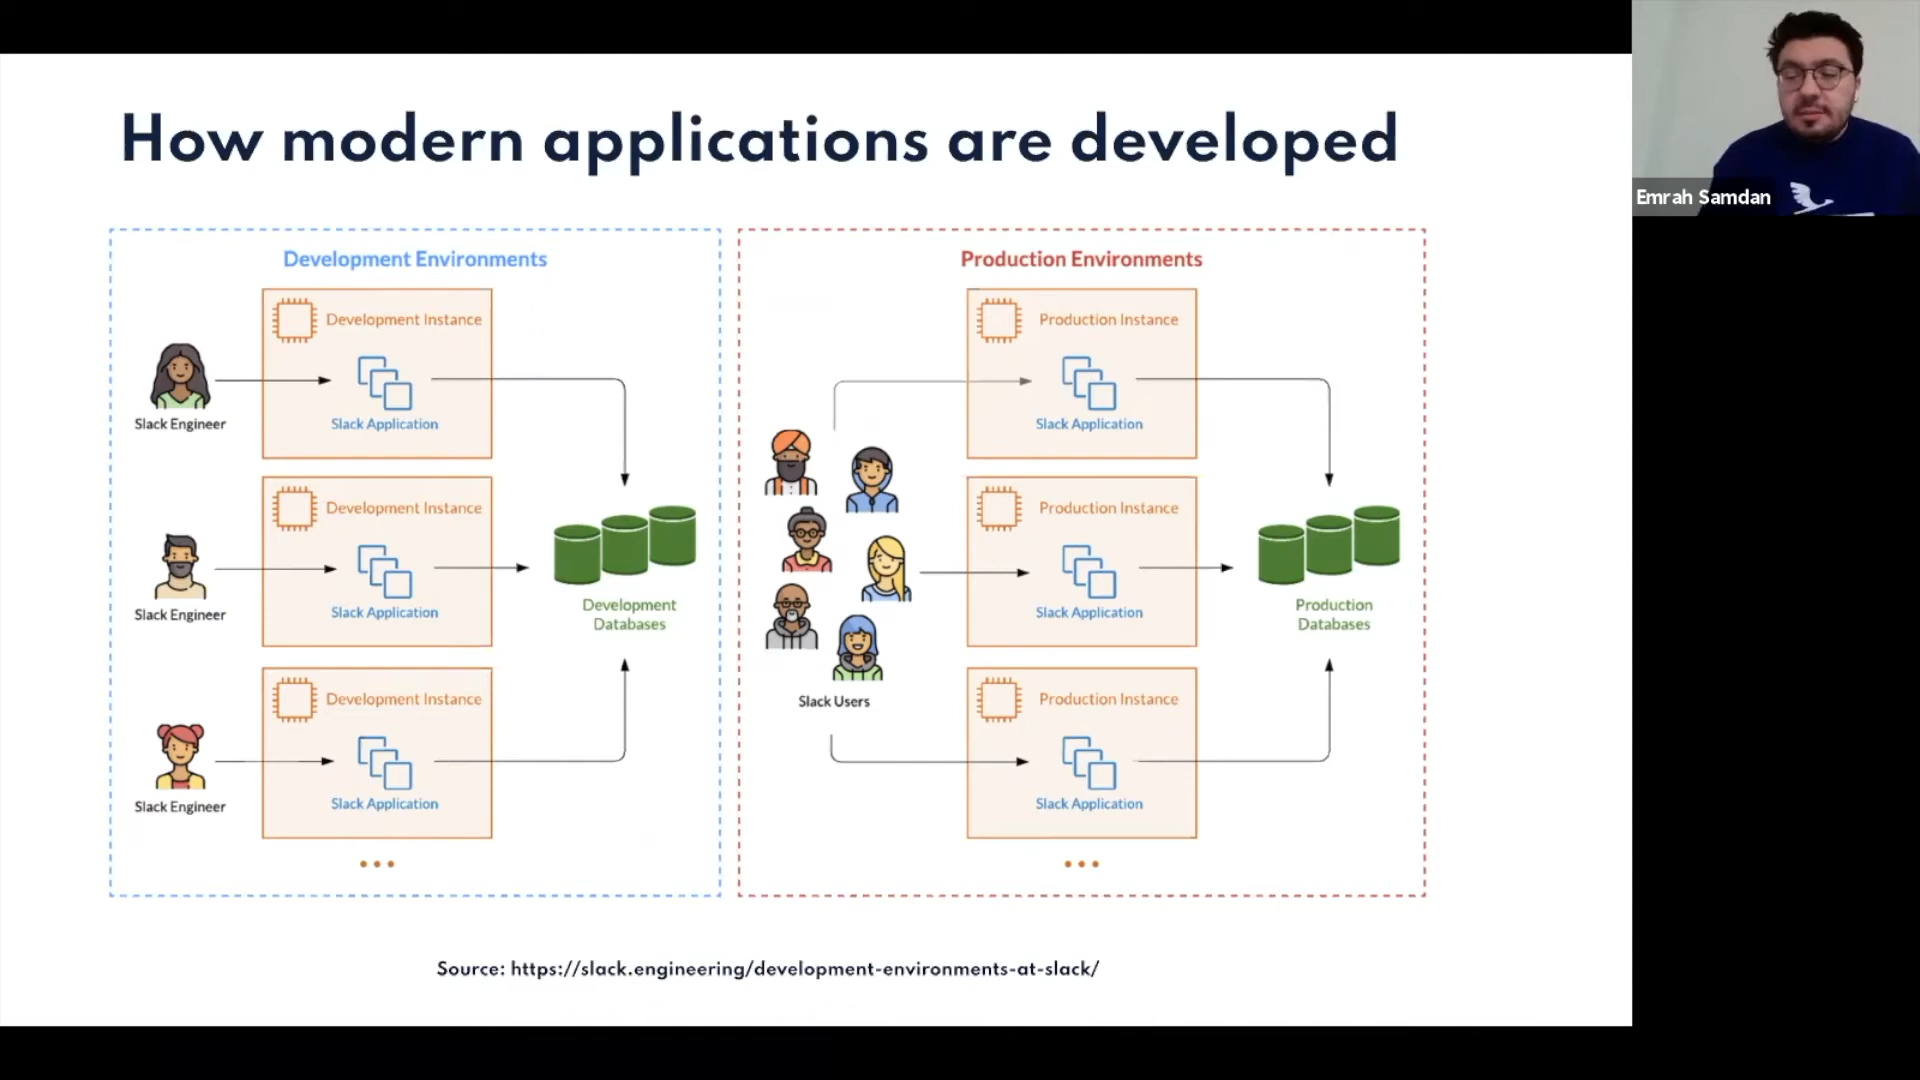 How modern applications are developed
Emrah Samdan
Development Environments
Development Instance
Slack Engineer
Slack Application
Development Instance
Slack Engineer
Slack Application
Development
Databases
Development Instance
Slack Engineer
Slack Application
Production Environments
Production Instance
Slack Application
Production Instance
Slack Application
Production
Databases
Slack Users
Production Instance
Slack Application
Source: https://slack.engineering/development-environments-at-slack/